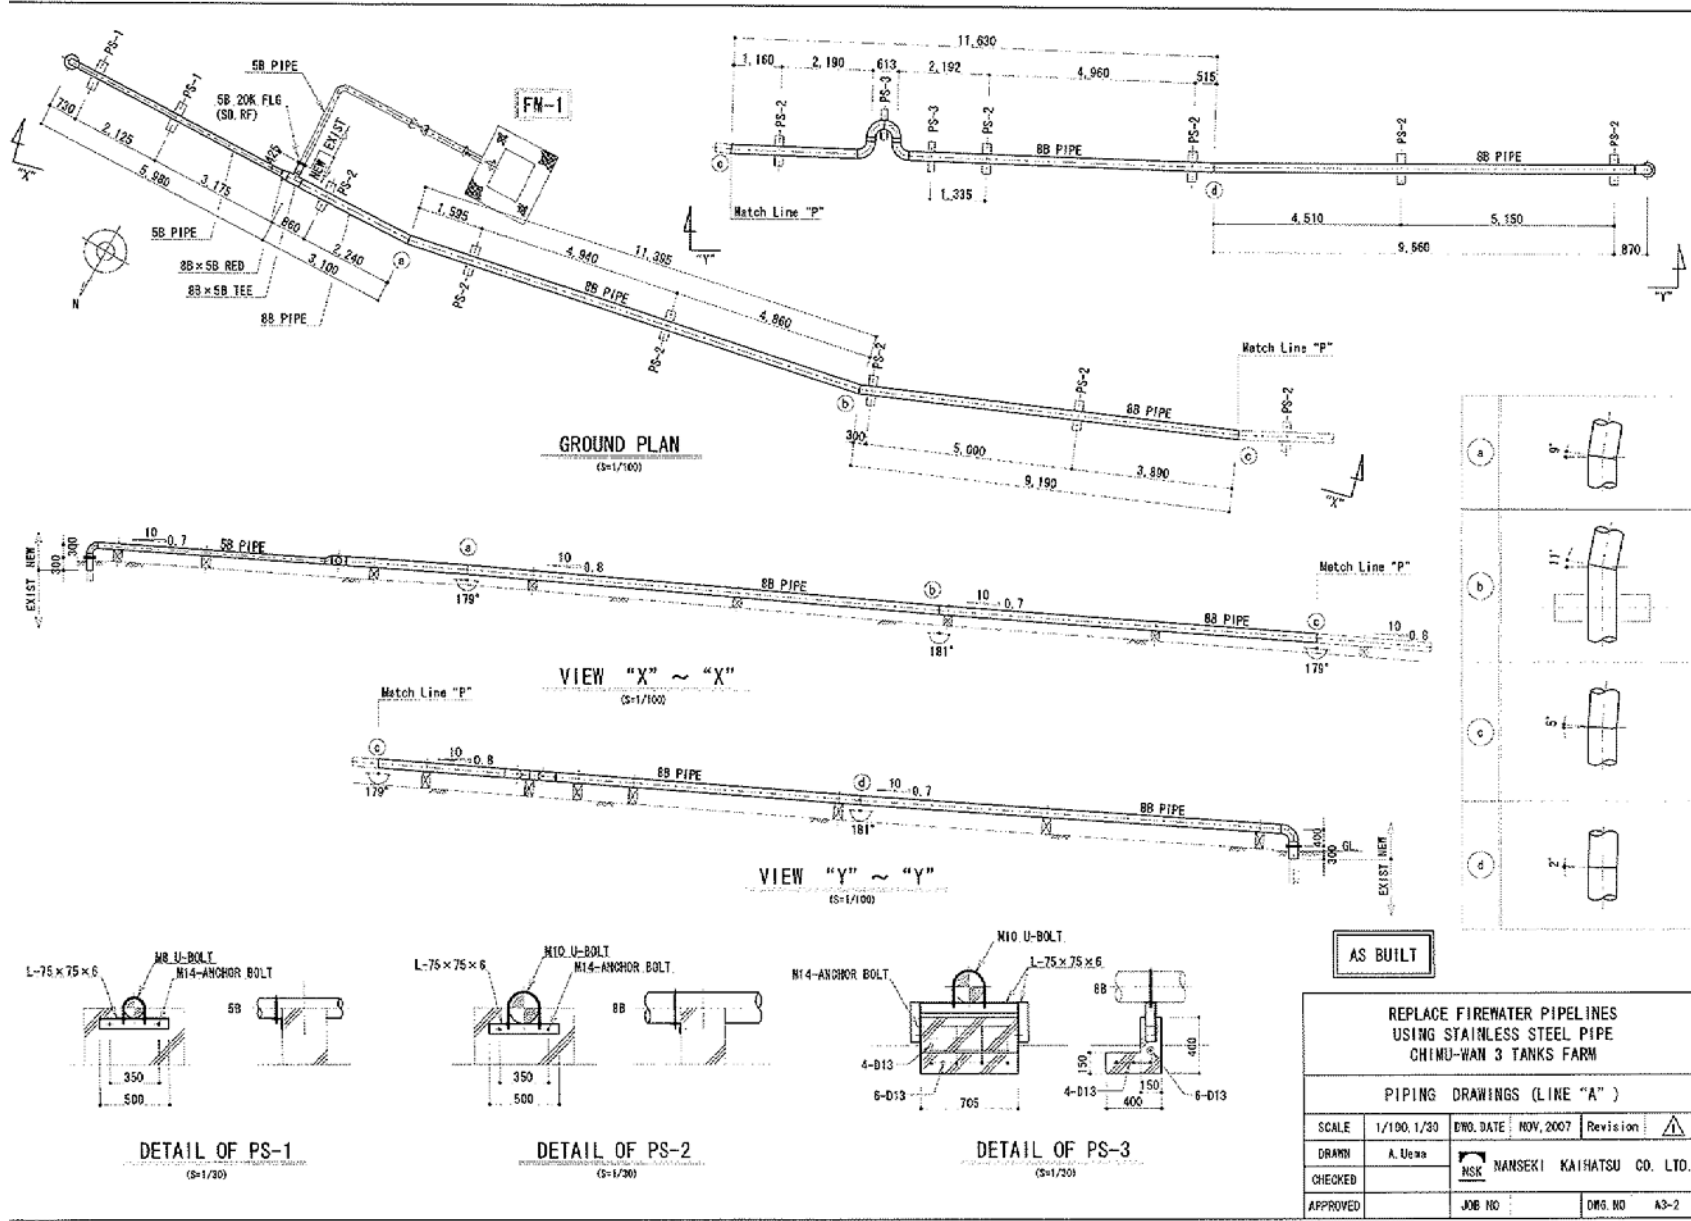 PS-1
PS-1
5B PIPE
5B 20K FLG
(SO, RF)
FM-1
NEW EXIST
PS-2
730
2,125
5,980
3,175
425
860
2,240
3,100
5B PIPE
8B×5B RED
8B×5B TEE
8B PIPE
N
"X"
a
1,595
4,940
11,395
4,860
8B PIPE
PS-2
PS-2
PS-2
b
300
5,000
3,890
9,190
PS-2
8B PIPE
Match Line "P"
PS-2
c
"X"
"Y"
GROUND PLAN
(S=1/100)
11,630
1,160
2,190
613
2,192
4,960
515
PS-2
PS-3
PS-3
PS-2
8B PIPE
PS-2
PS-2
8B PIPE
PS-2
c
Match Line "P"
1,335
d
4,510
5,150
9,660
870
"Y"
EXIST NEW
300
300
10
0.7
5B PIPE
a
179°
10
0.8
8B PIPE
b
181°
10
0.7
8B PIPE
Match Line "P"
c
179°
10
0.8
VIEW "X" ~ "X"
(S=1/100)
Match Line "P"
c
179°
10
0.8
8B PIPE
d
181°
10
0.7
8B PIPE
400
300
GL
EXIST NEW
VIEW "Y" ~ "Y"
(S=1/100)
a
9°
b
11°
c
5°
d
2°
L-75×75×6
M8 U-BOLT
M14-ANCHOR BOLT
5B
350
500
DETAIL OF PS-1
(S=1/30)
L-75×75×6
M10 U-BOLT
M14-ANCHOR BOLT
8B
350
500
DETAIL OF PS-2
(S=1/30)
M10 U-BOLT
M14-ANCHOR BOLT
L-75×75×6
8B
4-D13
6-D13
705
150
400
4-D13
150
6-D13
400
DETAIL OF PS-3
(S=1/30)
AS BUILT
REPLACE FIREWATER PIPELINES
USING STAINLESS STEEL PIPE
CHIMU-WAN 3 TANKS FARM
PIPING DRAWINGS (LINE "A" )
SCALE 1/100, 1/30 DWG. DATE NOV, 2007 Revision 1
DRAWN A. Uema NSK NANSEKI KAIHATSU CO. LTD.
CHECKED
APPROVED JOB NO DWG. NO A3-2